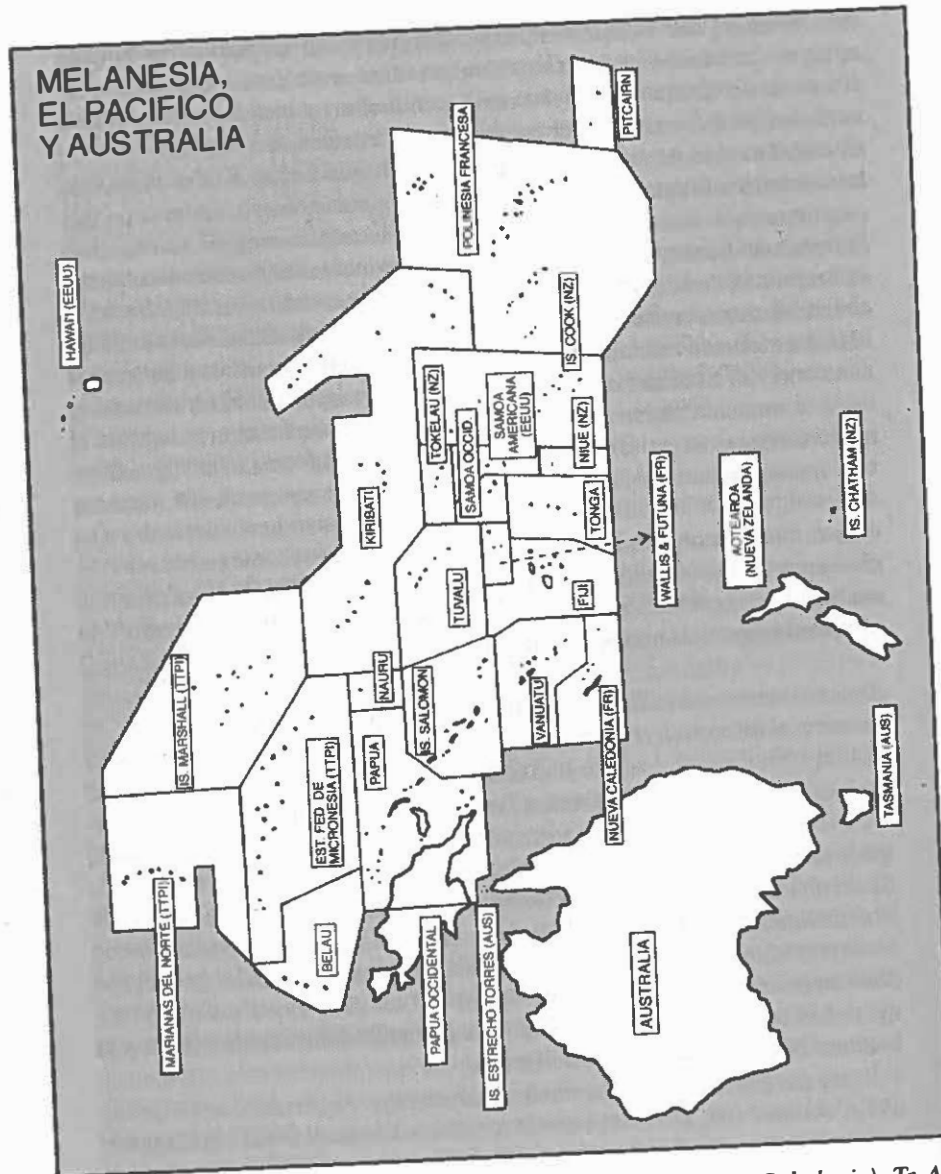 MELANESIA,
EL PACIFICO
Y AUSTRALIA
HAWAI'I (EEUU)
MARIANAS DEL NORTE (TTPI)
IS. MARSHALL (TTPI)
KIRIBATI
POLINESIA FRANCESA
PITCAIRN
BELAU
EST. FED. DE
MICRONESIA (TTPI)
NAURU
PAPUA
IS. SALOMON
TUVALU
TOKELAU (NZ)
SAMOA OCCID.
SAMOA
AMERICANA
(EEUU)
IS. COOK (NZ)
NIUE (NZ)
TONGA
FIJI
WALLIS & FUTUNA (FR)
VANUATU
NUEVA CALEDONIA (FR)
PAPUA OCCIDENTAL
IS. ESTRECHO TORRES (AUS)
AUSTRALIA
TASMANIA (AUS)
AOTEAROA
(NUEVA ZELANDA)
IS. CHATHAM (NZ)